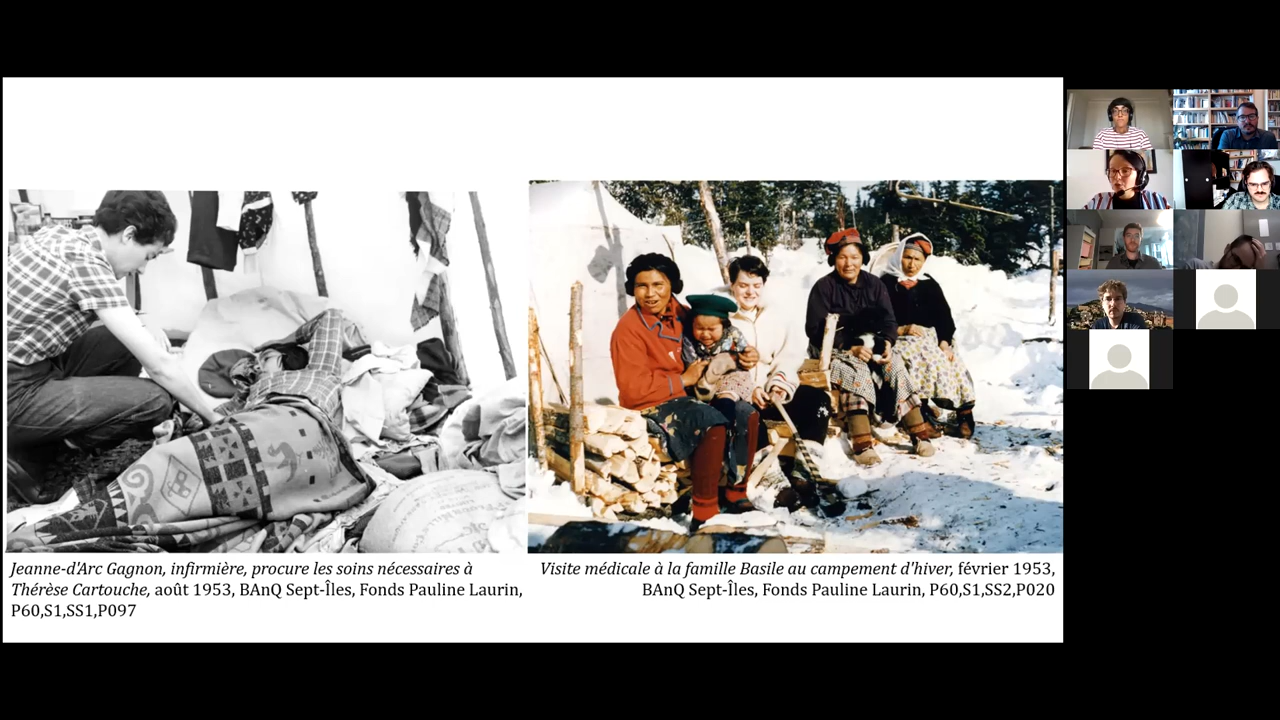 Jeanne-d'Arc Gagnon, infirmière, procure les soins nécessaires à
Thérèse Cartouche, août 1953, BAnQ Sept-Îles, Fonds Pauline Laurin,
P60,S1,SS1,P097
Visite médicale à la famille Basile au campement d'hiver, février 1953,
BAnQ Sept-Îles, Fonds Pauline Laurin, P60,S1,SS2,P020